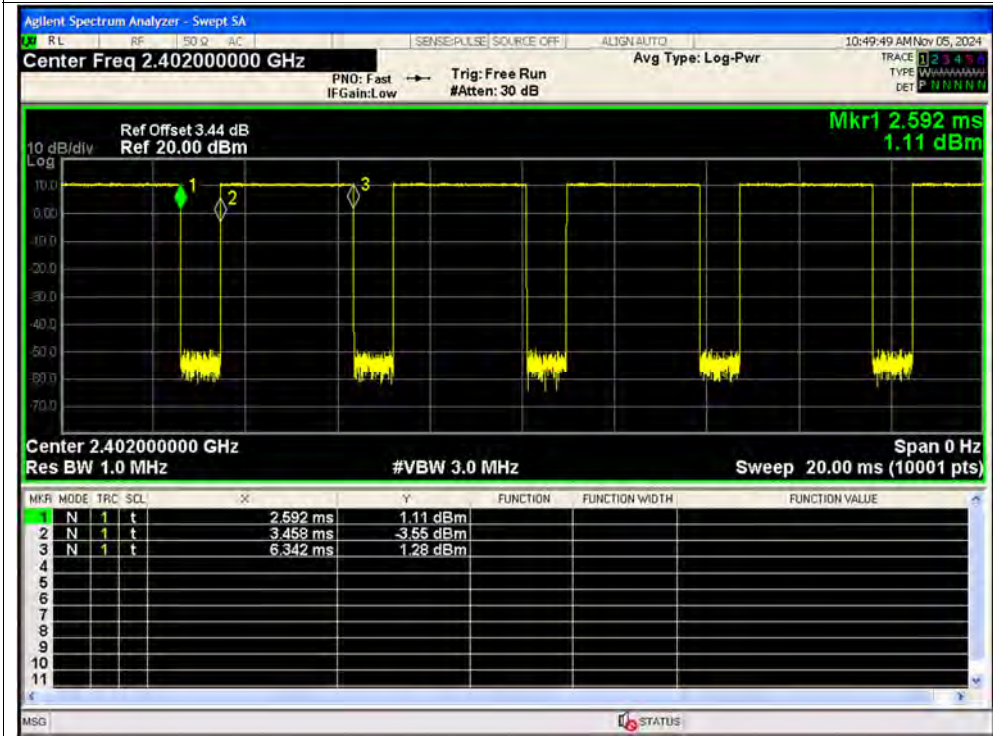 Agilent Spectrum Analyzer - Swept SA
RL RF 50 Ω AC SENSE:PULSE SOURCE OFF ALIGN AUTO 10:49:49 AM Nov 05, 2024
Center Freq 2.402000000 GHz Avg Type: Log-Pwr TRACE 1 2 3 4 5 6
PNO: Fast Trig: Free Run TYPE W
IFGain:Low #Atten: 30 dB DET P N N N N N
Mkr1 2.592 ms
Ref Offset 3.44 dB
10 dB/div Ref 20.00 dBm 1.11 dBm
Log
10.0
0.00
-10.0
-20.0
-30.0
-40.0
-50.0
-60.0
-70.0
1
2
3
Center 2.402000000 GHz Span 0 Hz
Res BW 1.0 MHz #VBW 3.0 MHz Sweep 20.00 ms (10001 pts)
MKR MODE TRC SCL X Y FUNCTION FUNCTION WIDTH FUNCTION VALUE
1 N 1 t 2.592 ms 1.11 dBm
2 N 1 t 3.458 ms -3.55 dBm
3 N 1 t 6.342 ms 1.28 dBm
4
5
6
7
8
9
10
11
MSG STATUS